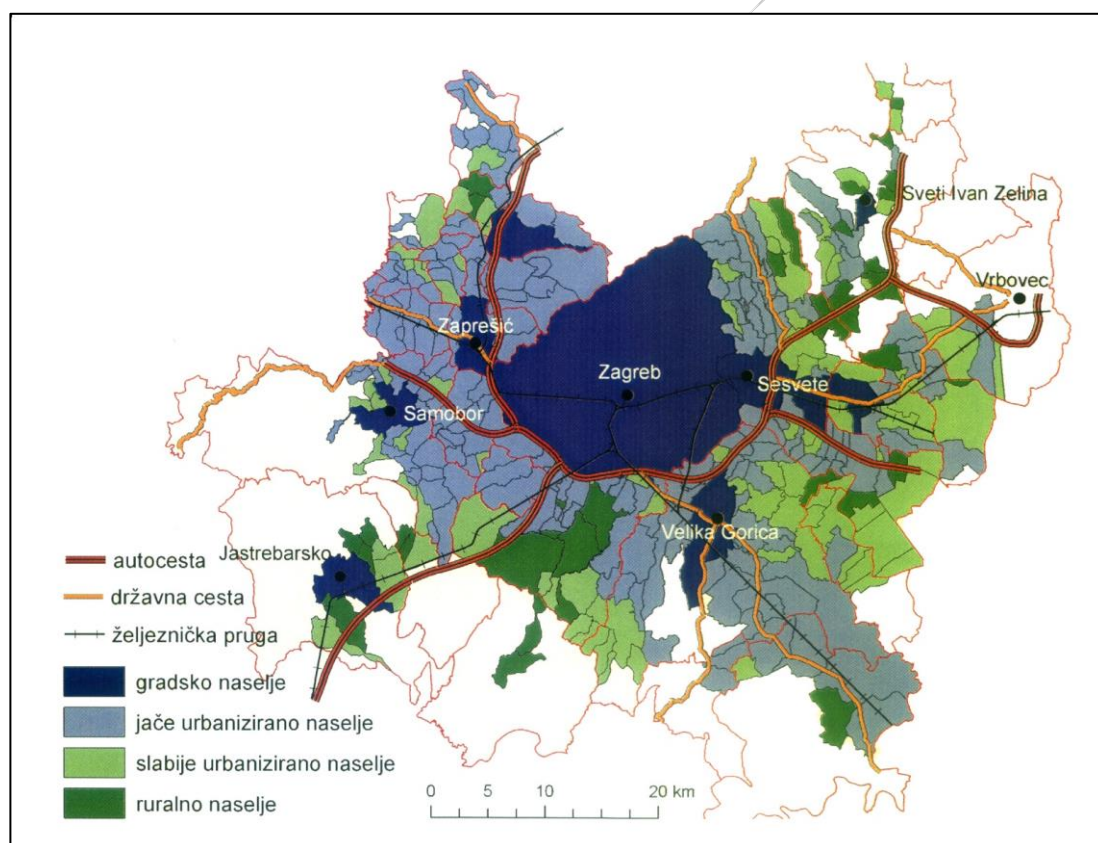 Sveti Ivan Zelina
Vrbovec
Zaprešić
Zagreb
Sesvete
Samobor
Velika Gorica
Jastrebarsko
autocesta
državna cesta
željeznička pruga
gradsko naselje
jače urbanizirano naselje
slabije urbanizirano naselje
ruralno naselje
0 5 10 20 km